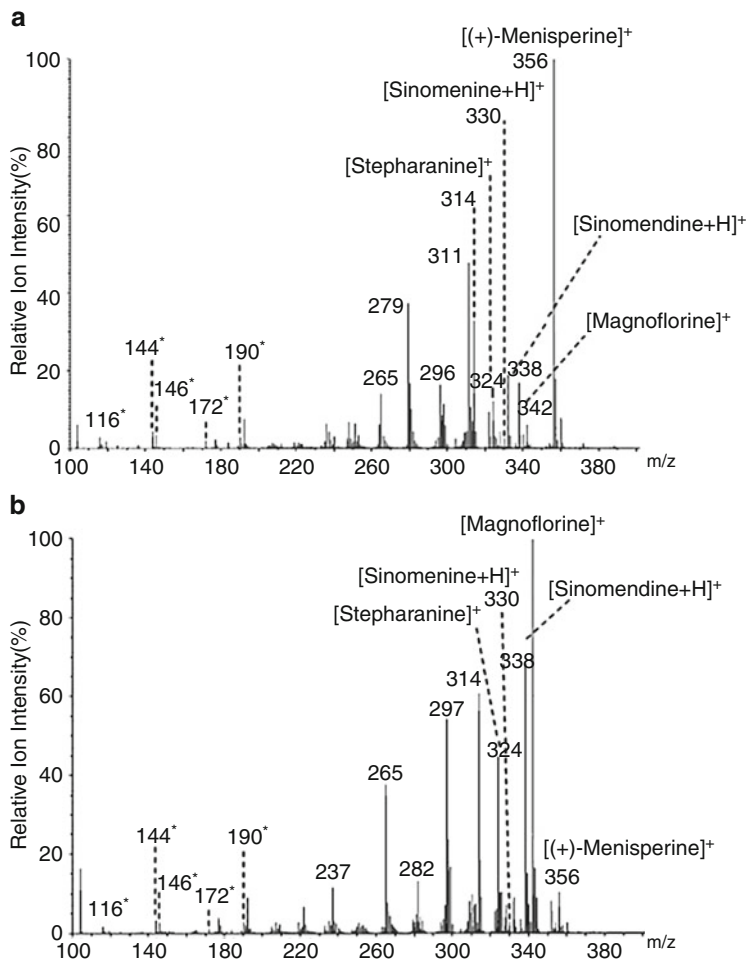 a
[(+)-Menisperine]+
100
356
[Sinomenine+H]+
330
80
[Stepharanine]+
314
60
[Sinomendine+H]+
311
40
279
[Magnoflorine]+
144*
190*
20
146*
265
296
324
338
172*
342
116*
0
100 140 180 220 260 300 340 380 m/z
Relative Ion Intensity(%)
b
[Magnoflorine]+
100
[Sinomenine+H]+
330
[Sinomendine+H]+
[Stepharanine]+
80
338
314
60
297
324
265
40
144*
190*
[(+)-Menisperine]+
20
146*
237
282
356
172*
116*
0
100 140 180 220 260 300 340 380 m/z
Relative Ion Intensity(%)